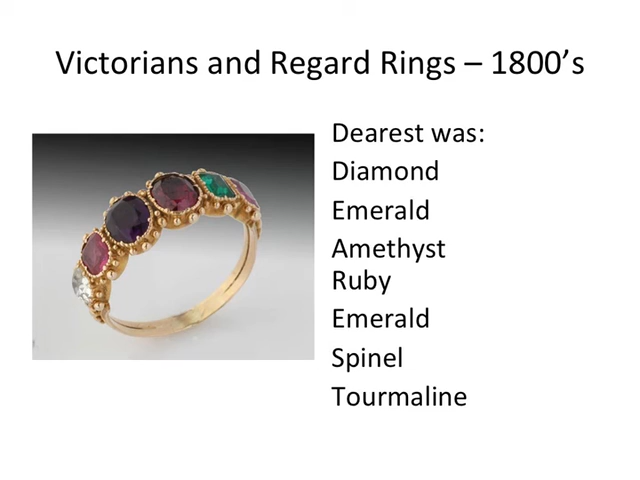 Victorians and Regard Rings – 1800’s
Dearest was:
Diamond
Emerald
Amethyst
Ruby
Emerald
Spinel
Tourmaline